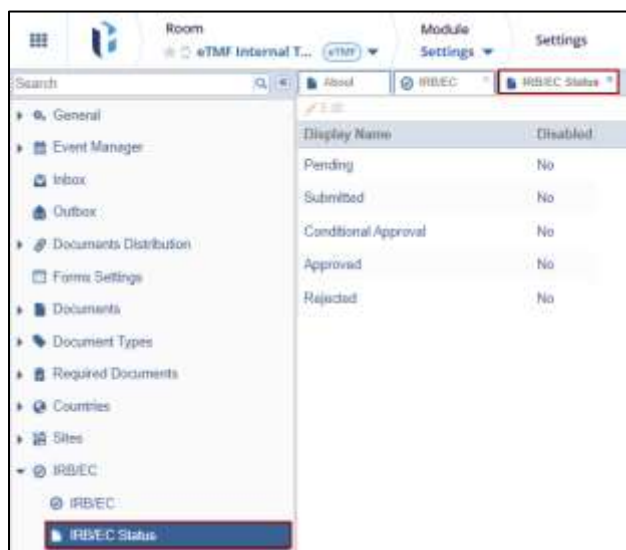 Room
Module
eTMF Internal T... eTMF
Settings
Settings
Search
About
IRB/EC
IRB/EC Status
General
Edit
Event Manager
Display Name
Disabled
Inbox
Pending
No
Outbox
Submitted
No
Documents Distribution
Conditional Approval
No
Forms Settings
Approved
No
Documents
Rejected
No
Document Types
Required Documents
Countries
Sites
IRB/EC
IRB/EC
IRB/EC Status